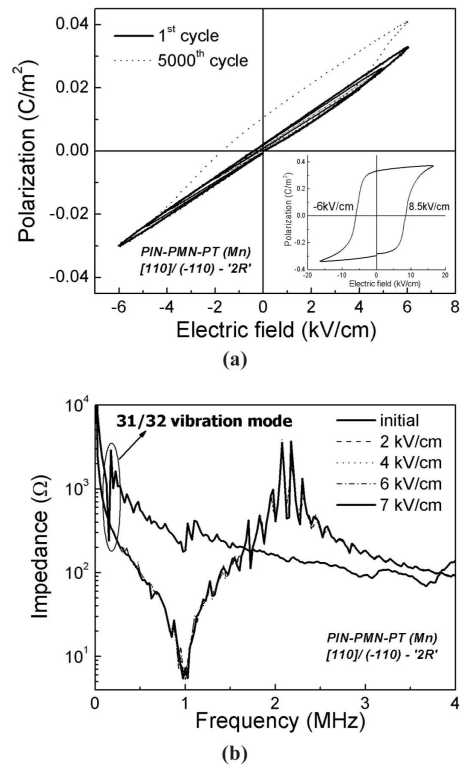 0.04
0.02
0.00
-0.02
-0.04
Polarization (C/m²)
1ˢᵗ cycle
5000ᵗʰ cycle
PIN-PMN-PT (Mn)
[110]/ (-110) - '2R'
0.4
0.2
0.0
-0.2
-0.4
Polarization (C/m²)
-6kV/cm
8.5kV/cm
-20 -10 0 10 20
Electric field (kV/cm)
-6 -4 -2 0 2 4 6
Electric field (kV/cm)
(a)
10⁴
10³
10²
10¹
Impedance (Ω)
31/32 vibration mode
initial
2 kV/cm
4 kV/cm
6 kV/cm
7 kV/cm
PIN-PMN-PT (Mn)
[110]/ (-110) - '2R'
0 1 2 3 4
Frequency (MHz)
(b)